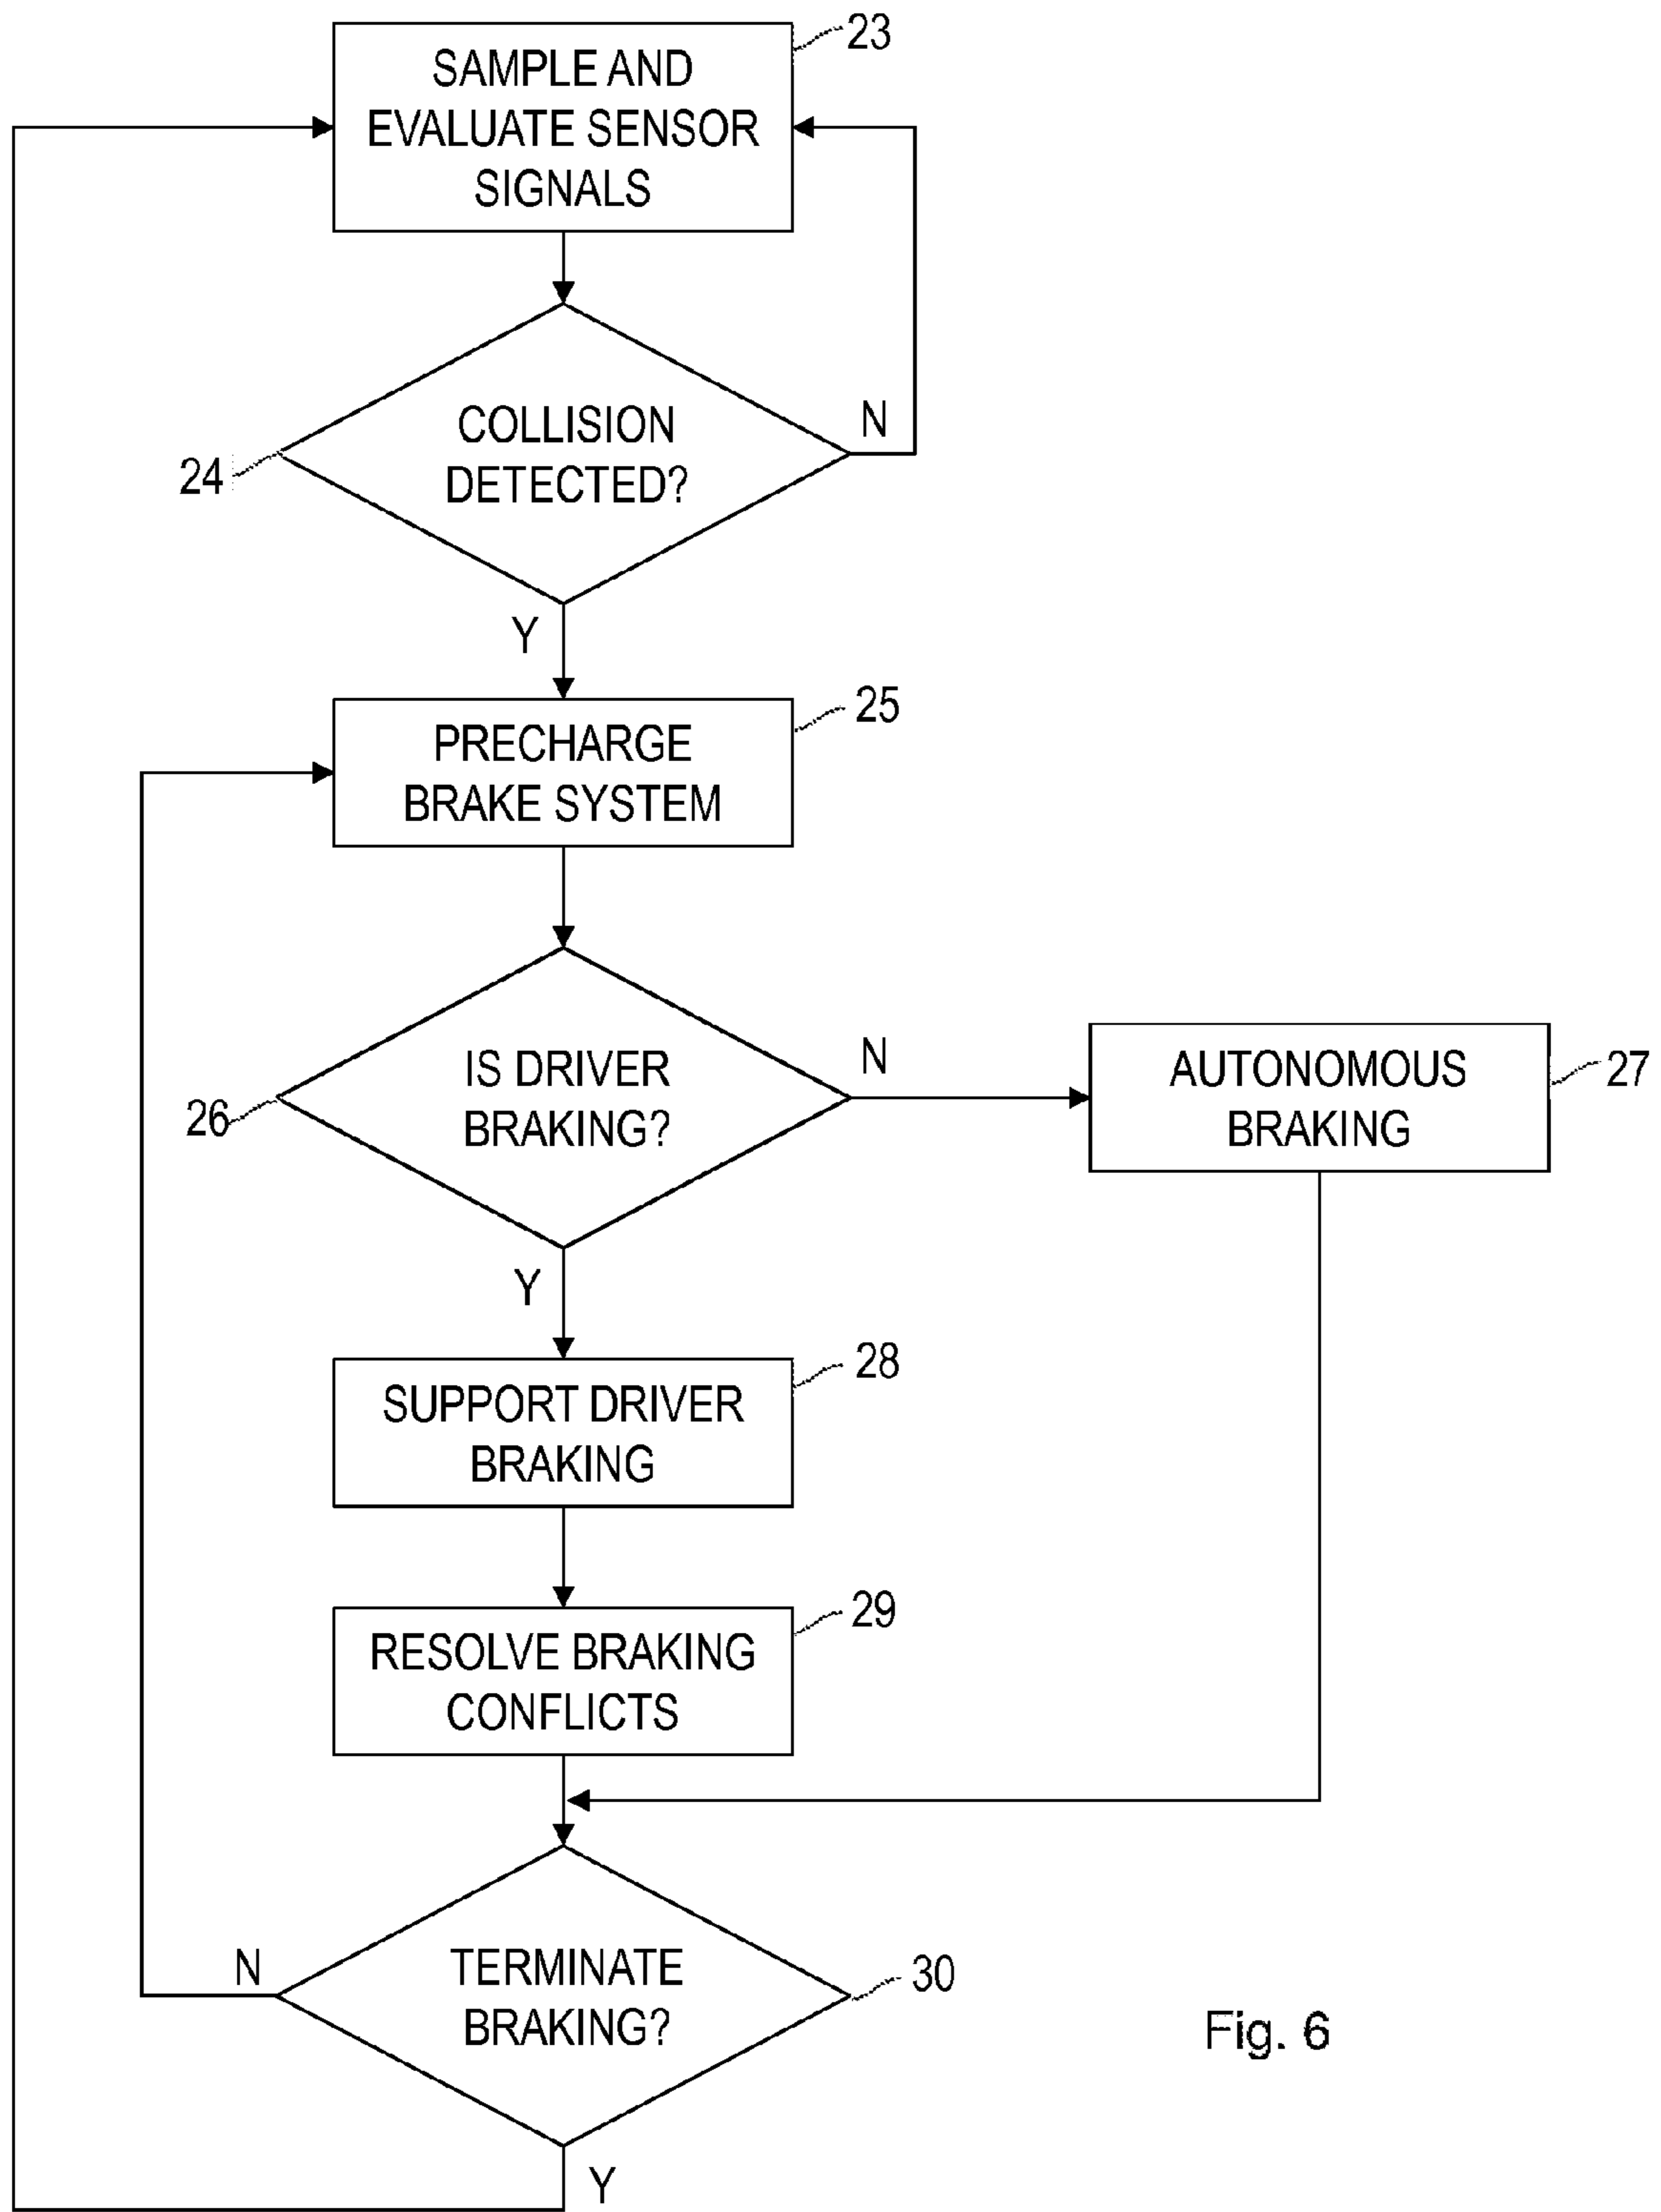 23
SAMPLE AND
EVALUATE SENSOR
SIGNALS
COLLISION
DETECTED?
N
24
Y
25
PRECHARGE
BRAKE SYSTEM
IS DRIVER
BRAKING?
N
26
AUTONOMOUS
BRAKING
27
Y
28
SUPPORT DRIVER
BRAKING
29
RESOLVE BRAKING
CONFLICTS
N
TERMINATE
BRAKING?
30
Y
Fig. 6